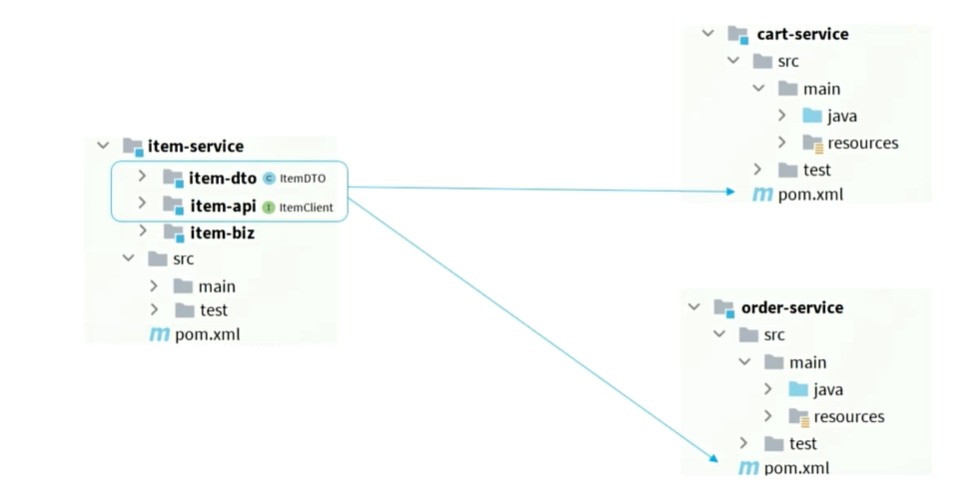 item-service
item-dto C ItemDTO
item-api I ItemClient
item-biz
src
main
test
m pom.xml
cart-service
src
main
java
resources
test
m pom.xml
order-service
src
main
java
resources
test
m pom.xml